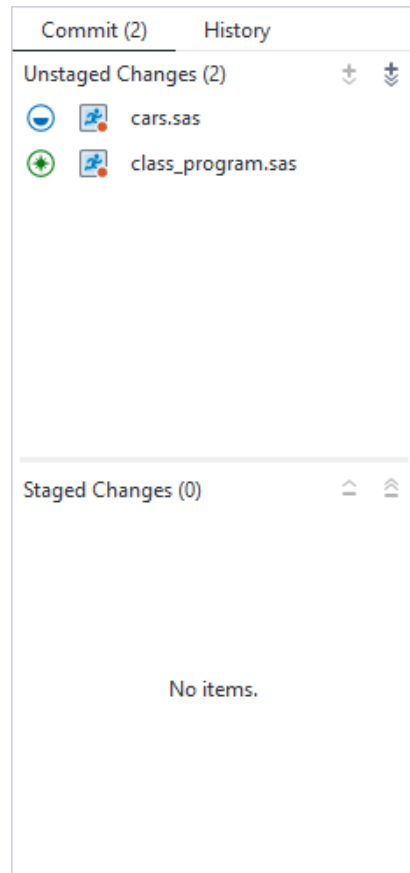 Commit (2) History
Unstaged Changes (2)
cars.sas
class_program.sas
Staged Changes (0)
No items.